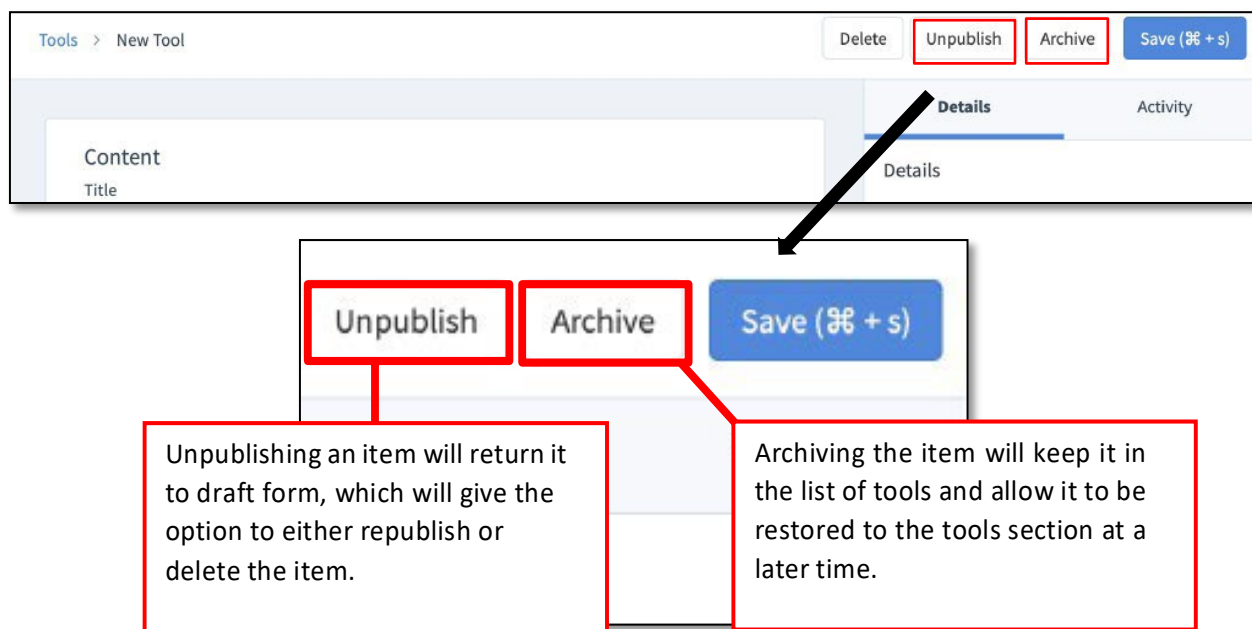 Tools > New Tool
Delete Unpublish Archive Save (⌘ + s)
Details Activity
Content
Title
Details
Unpublish Archive Save (⌘ + s)
Unpublishing an item will return it
to draft form, which will give the
option to either republish or
delete the item.
Archiving the item will keep it in
the list of tools and allow it to be
restored to the tools section at a
later time.